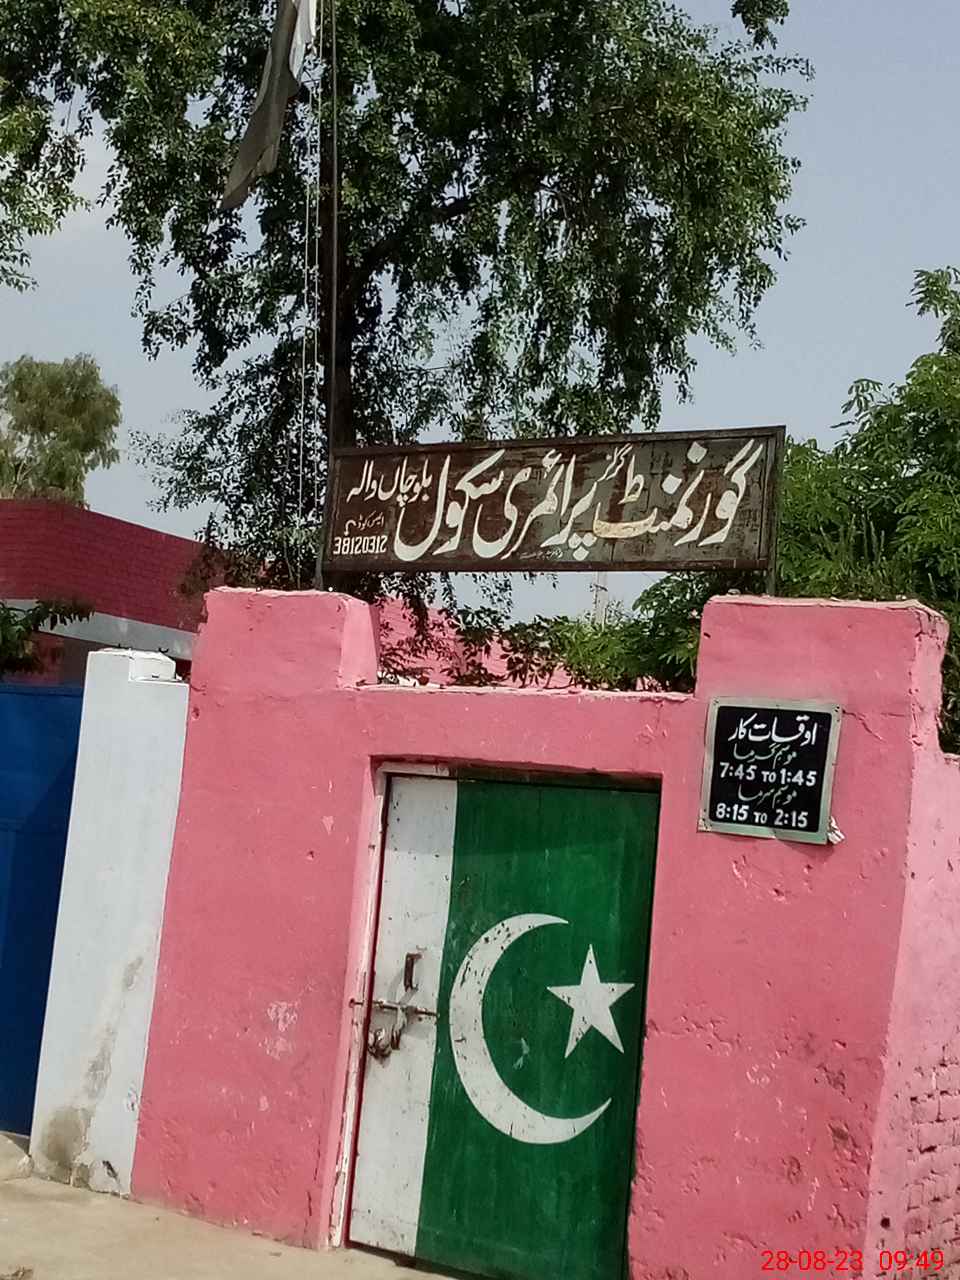 گورنمنٹ گرلز پرائمری سکول بلوچاں والہ
ایمس کوڈ
38120312
اوقات کار
موسم گرما
7:45 TO 1:45
موسم سرما
8:15 TO 2:15
28-08-23 09:49